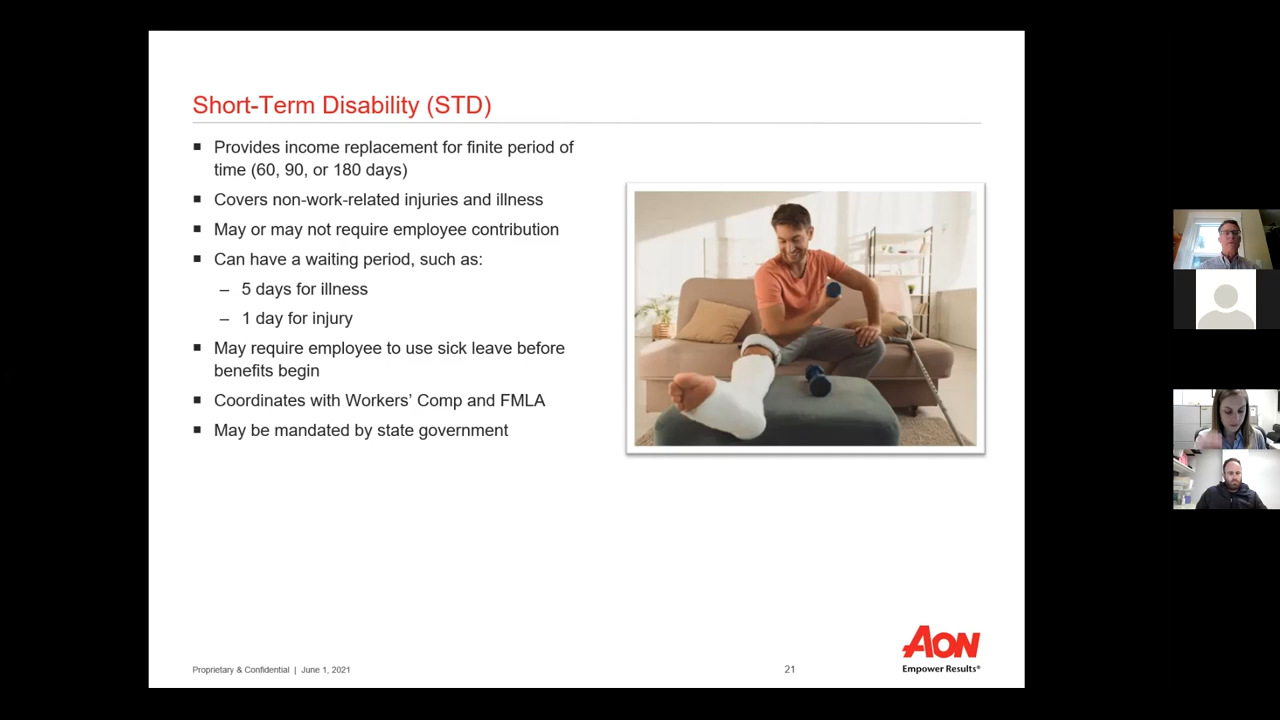 Short-Term Disability (STD)
▪ Provides income replacement for finite period of
time (60, 90, or 180 days)
▪ Covers non-work-related injuries and illness
▪ May or may not require employee contribution
▪ Can have a waiting period, such as:
– 5 days for illness
– 1 day for injury
▪ May require employee to use sick leave before
benefits begin
▪ Coordinates with Workers’ Comp and FMLA
▪ May be mandated by state government
AON
Empower Results®
Proprietary & Confidential | June 1, 2021
21